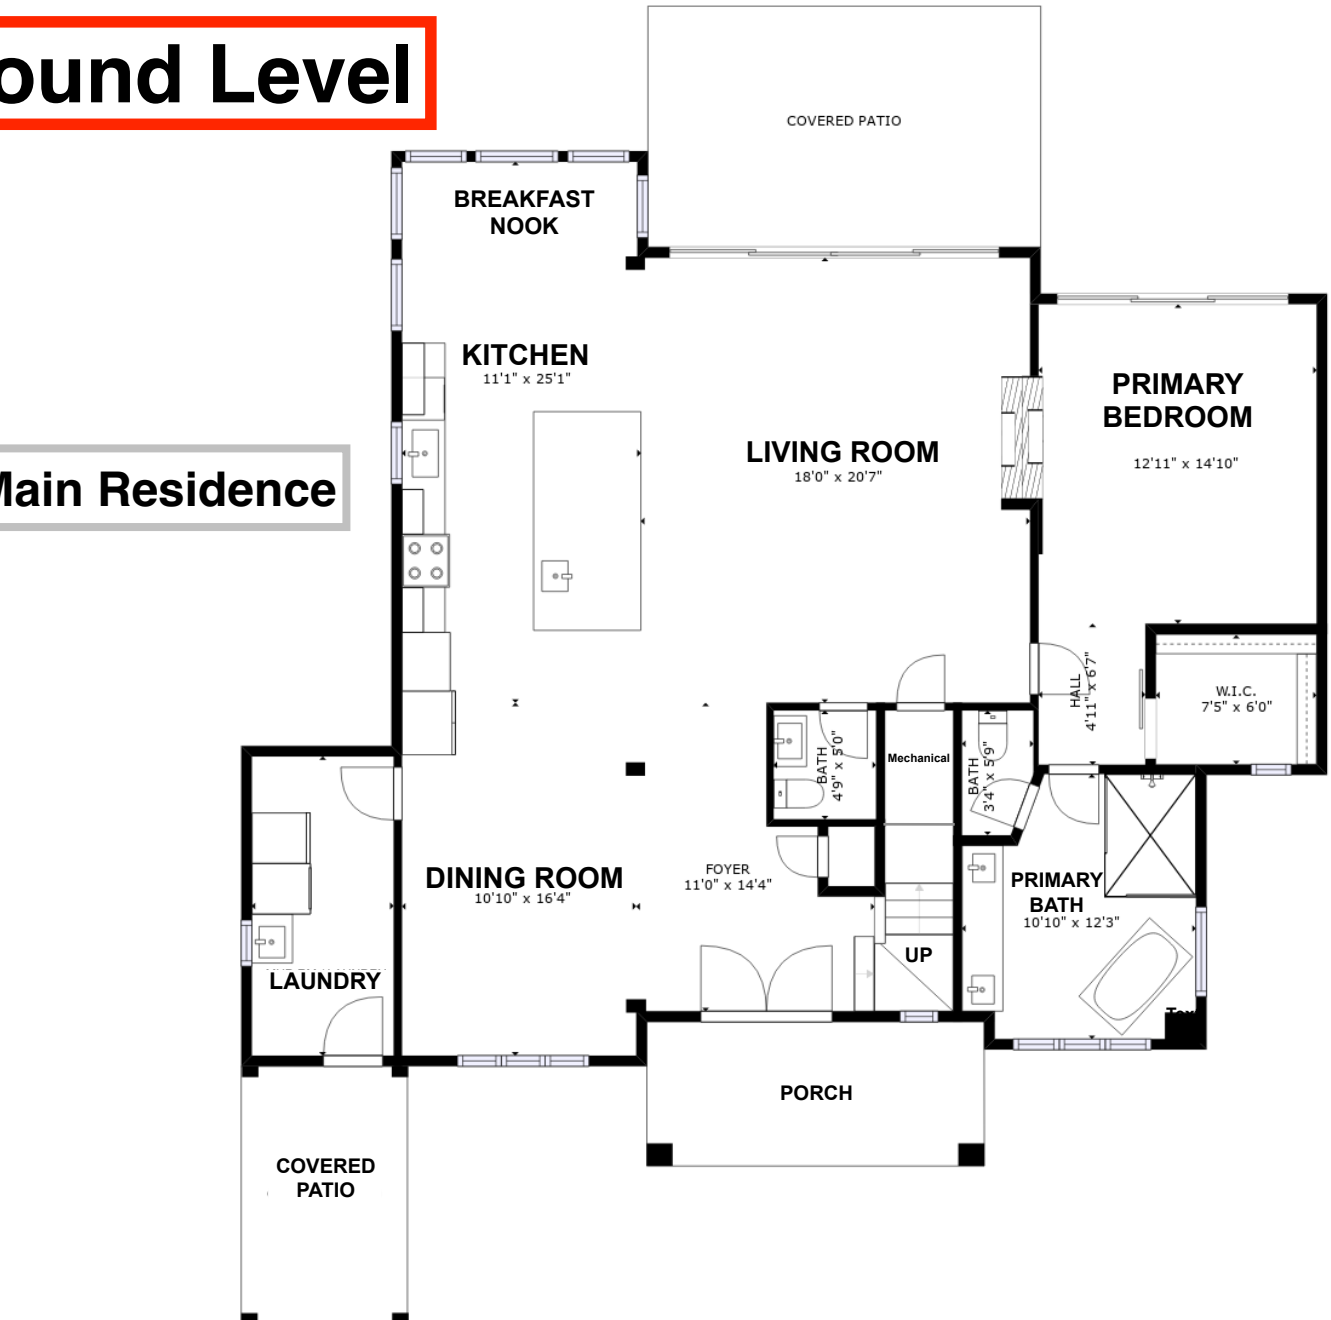 ound Level
COVERED PATIO
BREAKFAST
NOOK
KITCHEN
11'1" x 25'1"
PRIMARY
BEDROOM
12'11" x 14'10"
LIVING ROOM
18'0" x 20'7"
Main Residence
HALL
4'11" x 6'7"
W.I.C.
7'5" x 6'0"
BATH
4'9" x 5'0"
Mechanical
BATH
3'4" x 5'9"
DINING ROOM
10'10" x 16'4"
FOYER
11'0" x 14'4"
PRIMARY
BATH
10'10" x 12'3"
UP
LAUNDRY
PORCH
COVERED
PATIO